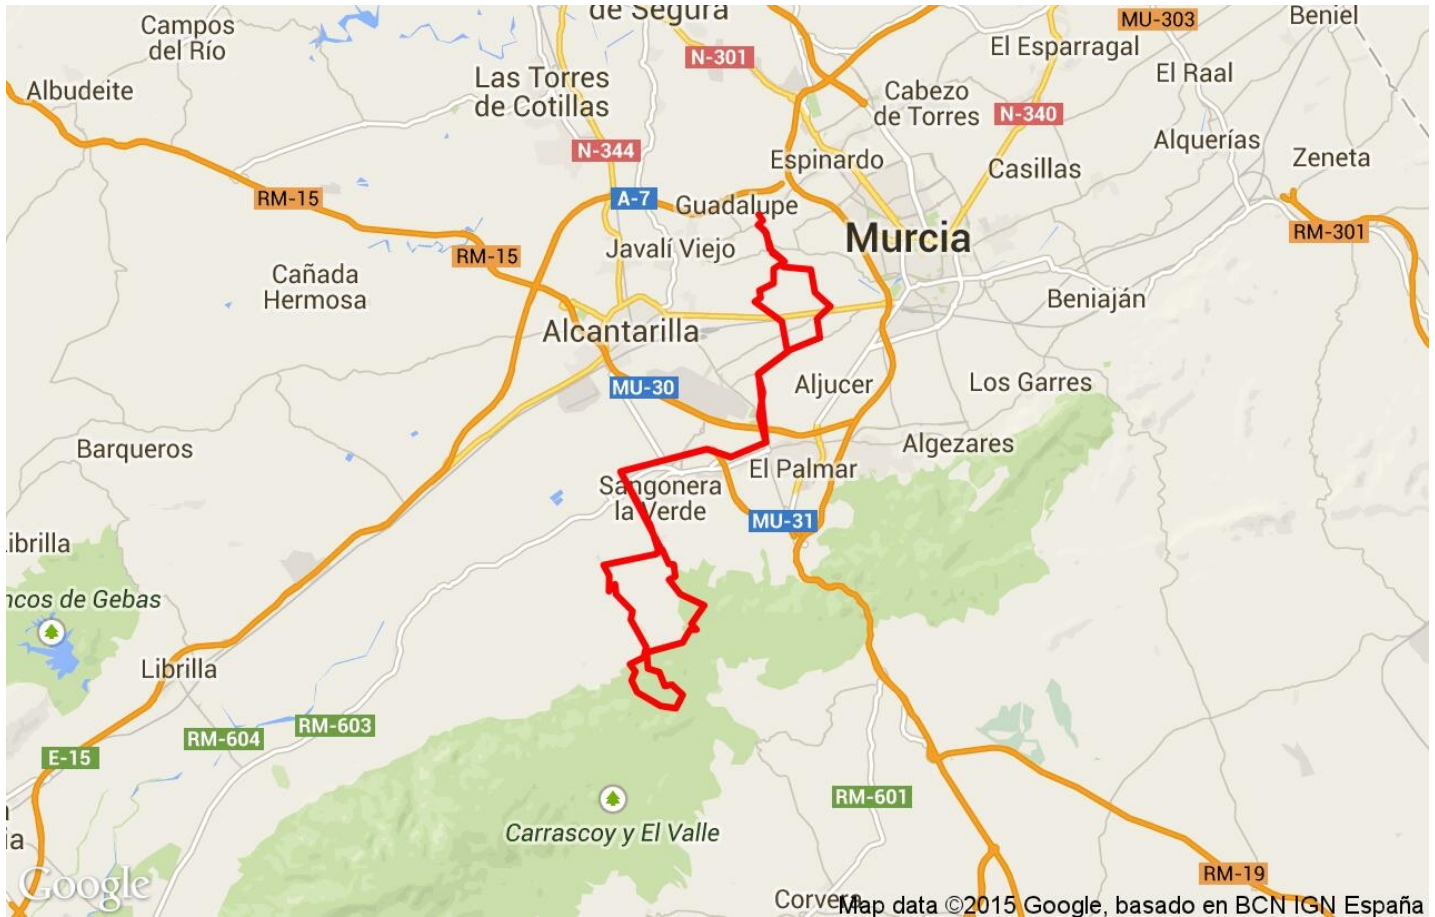 de Segura
MU-303
Beniel
Campos
del Río
N-301
El Esparragal
Las Torres
de Cotillas
El Raal
Albudeite
Cabezo
de Torres
N-340
Alquerías
N-344
Espinardo
Casillas
Zeneta
RM-15
A-7
Guadalupe
RM-301
Murcia
Javalí Viejo
RM-15
Cañada
Hermosa
Beniaján
Alcantarilla
MU-30
Aljucer
Los Garres
Barqueros
Algezares
El Palmar
Sangonera
la Verde
MU-31
Librilla
ncos de Gebas
Librilla
RM-603
RM-604
E-15
RM-601
Carrascoy y El Valle
ia
RM-19
Google
Corvera
Map data ©2015 Google, basado en BCN IGN España